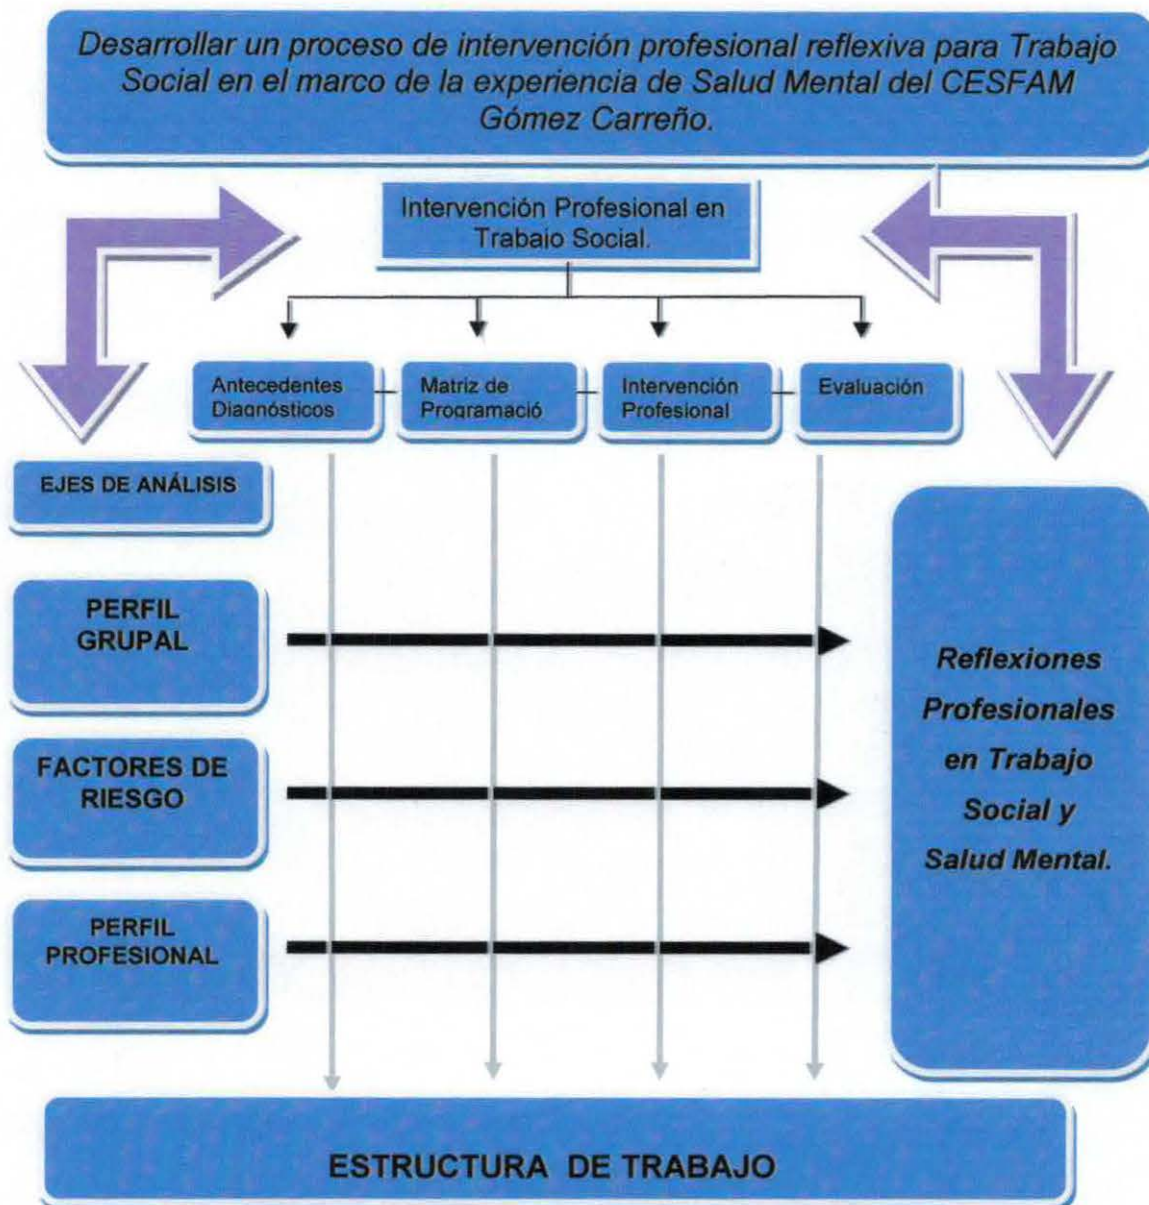 Desarrollar un proceso de intervención profesional reflexiva para Trabajo
Social en el marco de la experiencia de Salud Mental del CESFAM
Gómez Carreño.
Intervención Profesional en
Trabajo Social.
Antecedentes
Diagnósticos
Matriz de
Programació
Intervención
Profesional
Evaluación
EJES DE ANÁLISIS
PERFIL
GRUPAL
FACTORES DE
RIESGO
PERFIL
PROFESIONAL
Reflexiones
Profesionales
en Trabajo
Social y
Salud Mental.
ESTRUCTURA DE TRABAJO